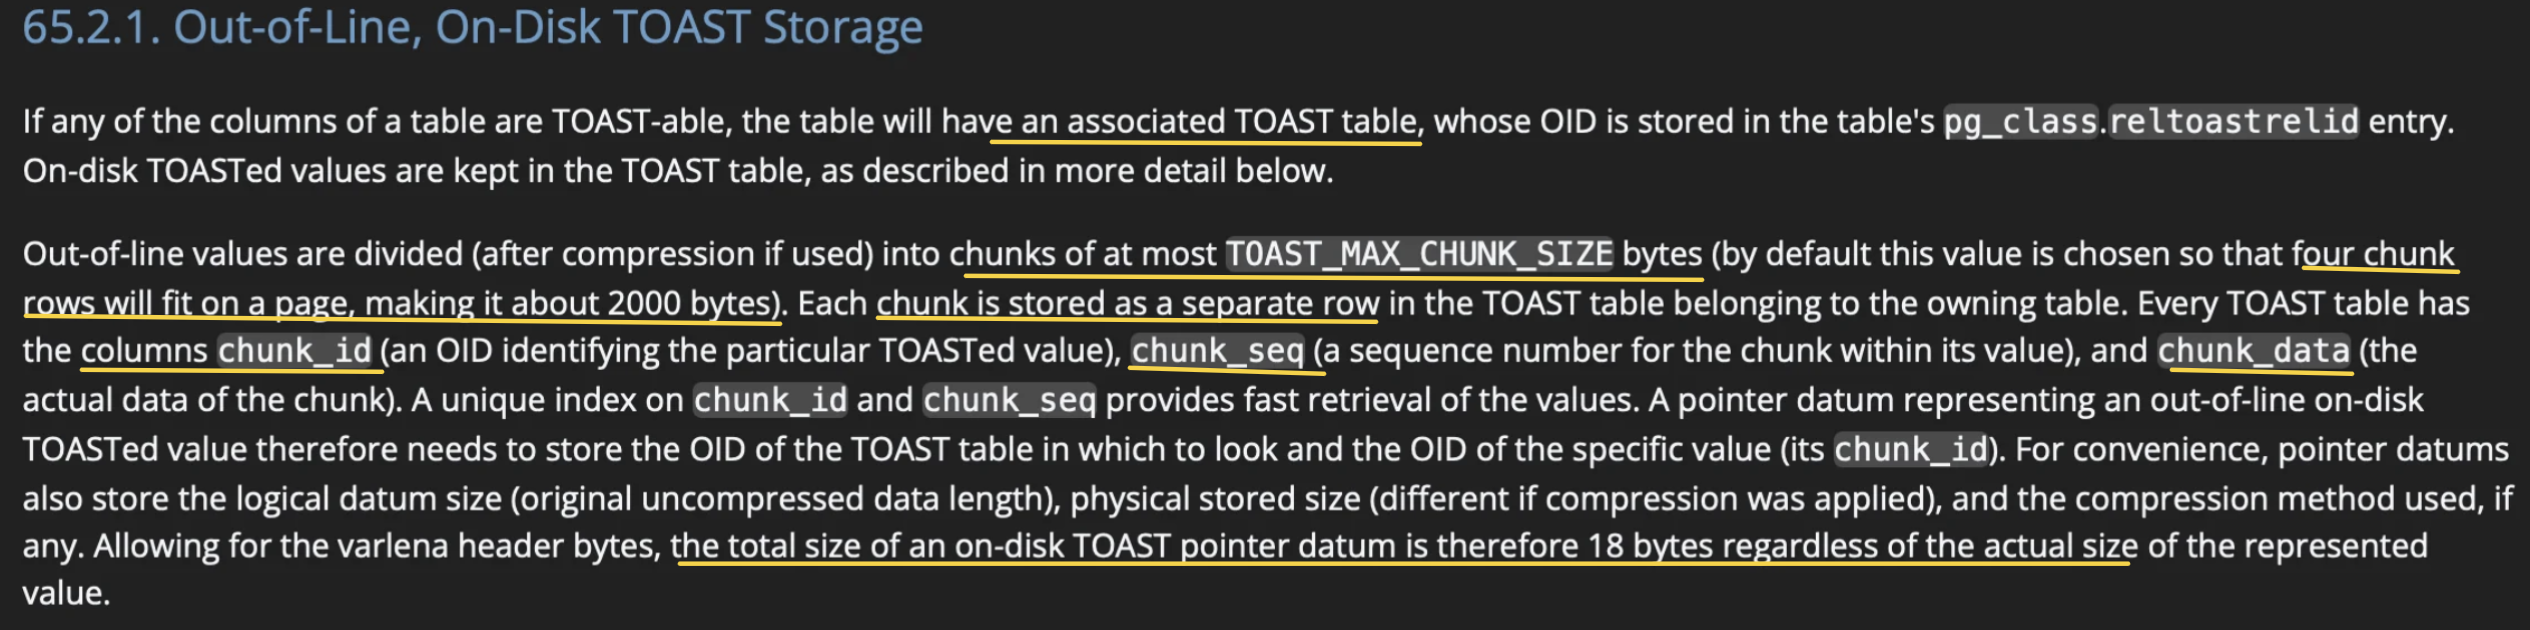 65.2.1. Out-of-Line, On-Disk TOAST Storage
If any of the columns of a table are TOAST-able, the table will have an associated TOAST table, whose OID is stored in the table's pg_class.reltoastrelid entry.
On-disk TOASTed values are kept in the TOAST table, as described in more detail below.
Out-of-line values are divided (after compression if used) into chunks of at most TOAST_MAX_CHUNK_SIZE bytes (by default this value is chosen so that four chunk
rows will fit on a page, making it about 2000 bytes). Each chunk is stored as a separate row in the TOAST table belonging to the owning table. Every TOAST table has
the columns chunk_id (an OID identifying the particular TOASTed value), chunk_seq (a sequence number for the chunk within its value), and chunk_data (the
actual data of the chunk). A unique index on chunk_id and chunk_seq provides fast retrieval of the values. A pointer datum representing an out-of-line on-disk
TOASTed value therefore needs to store the OID of the TOAST table in which to look and the OID of the specific value (its chunk_id). For convenience, pointer datums
also store the logical datum size (original uncompressed data length), physical stored size (different if compression was applied), and the compression method used, if
any. Allowing for the varlena header bytes, the total size of an on-disk TOAST pointer datum is therefore 18 bytes regardless of the actual size of the represented
value.